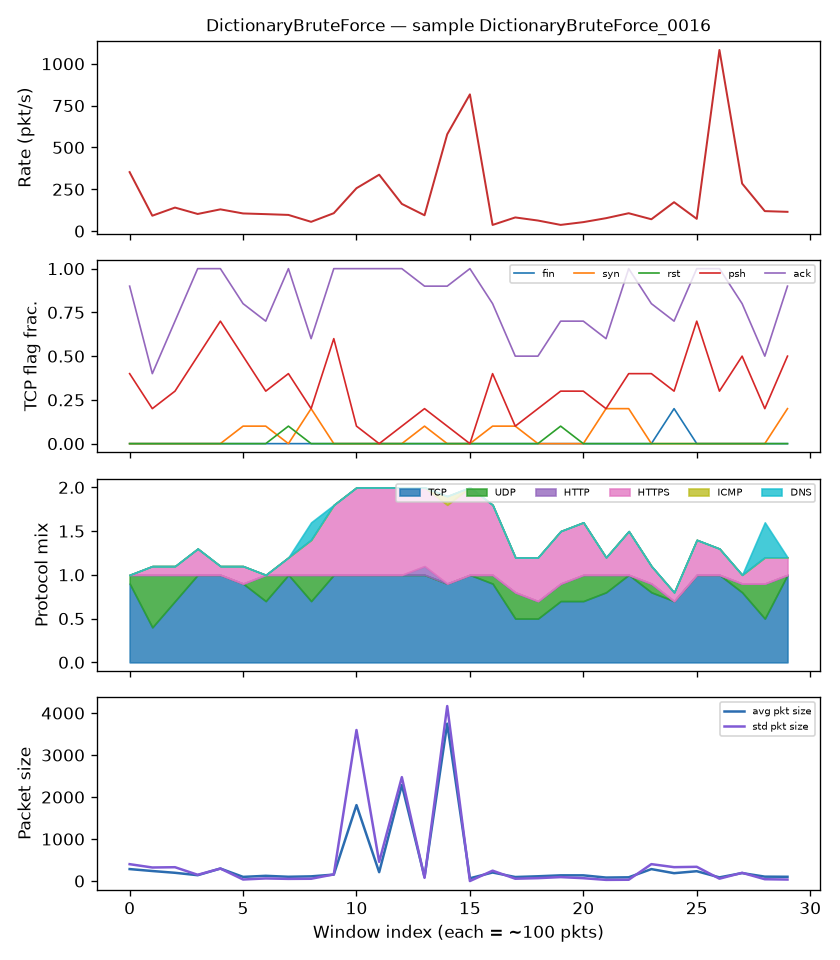 DictionaryBruteForce — sample DictionaryBruteForce_0016
Rate (pkt/s)
1000
750
500
250
0
TCP flag frac.
1.00
0.75
0.50
0.25
0.00
fin syn rst psh ack
Protocol mix
2.0
1.5
1.0
0.5
0.0
TCP UDP HTTP HTTPS ICMP DNS
Packet size
4000
3000
2000
1000
0
avg pkt size
std pkt size
0 5 10 15 20 25 30
Window index (each = ~100 pkts)